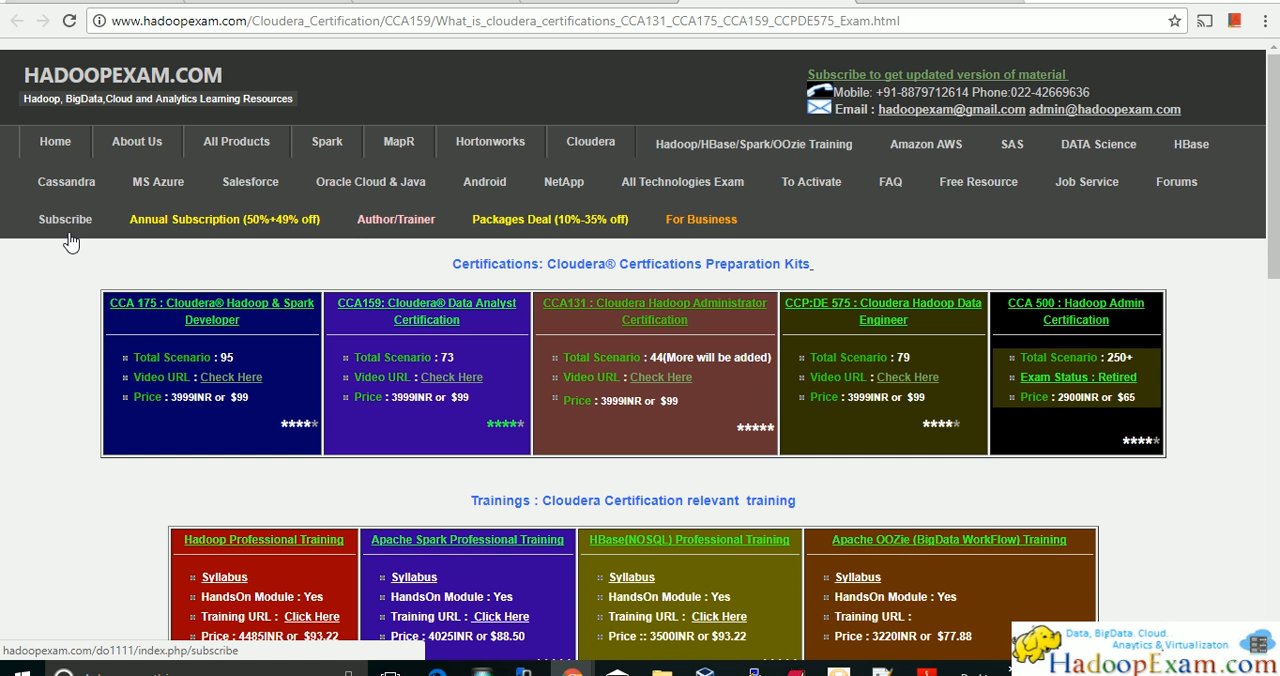 www.hadoopexam.com/Cloudera_Certification/CCA159/What_is_cloudera_certifications_CCA131_CCA175_CCA159_CCPDE575_Exam.html
HADOOPEXAM.COM
Hadoop, BigData,Cloud and Analytics Learning Resources
Subscribe to get updated version of material
Mobile: +91-8879712614 Phone:022-42669636
Email : hadoopexam@gmail.com admin@hadoopexam.com
Home About Us All Products Spark MapR Hortonworks Cloudera Hadoop/HBase/Spark/OOzie Training Amazon AWS SAS DATA Science HBase
Cassandra MS Azure Salesforce Oracle Cloud & Java Android NetApp All Technologies Exam To Activate FAQ Free Resource Job Service Forums
Subscribe Annual Subscription (50%+49% off) Author/Trainer Packages Deal (10%-35% off) For Business
Certifications: Cloudera® Certfications Preparation Kits
CCA 175 : Cloudera® Hadoop & Spark
Developer
Total Scenario : 95
Video URL : Check Here
Price : 3999INR or $99
*****
CCA159: Cloudera® Data Analyst
Certification
Total Scenario : 73
Video URL : Check Here
Price : 3999INR or $99
*****
CCA131 : Cloudera Hadoop Administrator
Certification
Total Scenario : 44(More will be added)
Video URL : Check Here
Price : 3999INR or $99
*****
CCP:DE 575 : Cloudera Hadoop Data
Engineer
Total Scenario : 79
Video URL : Check Here
Price : 3999INR or $99
*****
CCA 500 : Hadoop Admin
Certification
Total Scenario : 250+
Exam Status : Retired
Price : 2900INR or $65
*****
Trainings : Cloudera Certification relevant training
Hadoop Professional Training
Syllabus
HandsOn Module : Yes
Training URL : Click Here
Price : 4485INR or $93.22
Apache Spark Professional Training
Syllabus
HandsOn Module : Yes
Training URL : Click Here
Price : 4025INR or $88.50
HBase(NOSQL) Professional Training
Syllabus
HandsOn Module : Yes
Training URL : Click Here
Price :: 3500INR or $93.22
Apache OOZie (BigData WorkFlow) Training
Syllabus
HandsOn Module : Yes
Training URL :
Price : 3220INR or $77.88
hadoopexam.com/do1111/index.php/subscribe
Data, BigData. Cloud.
Anaytics & Virtualizaton
HadoopExam.com